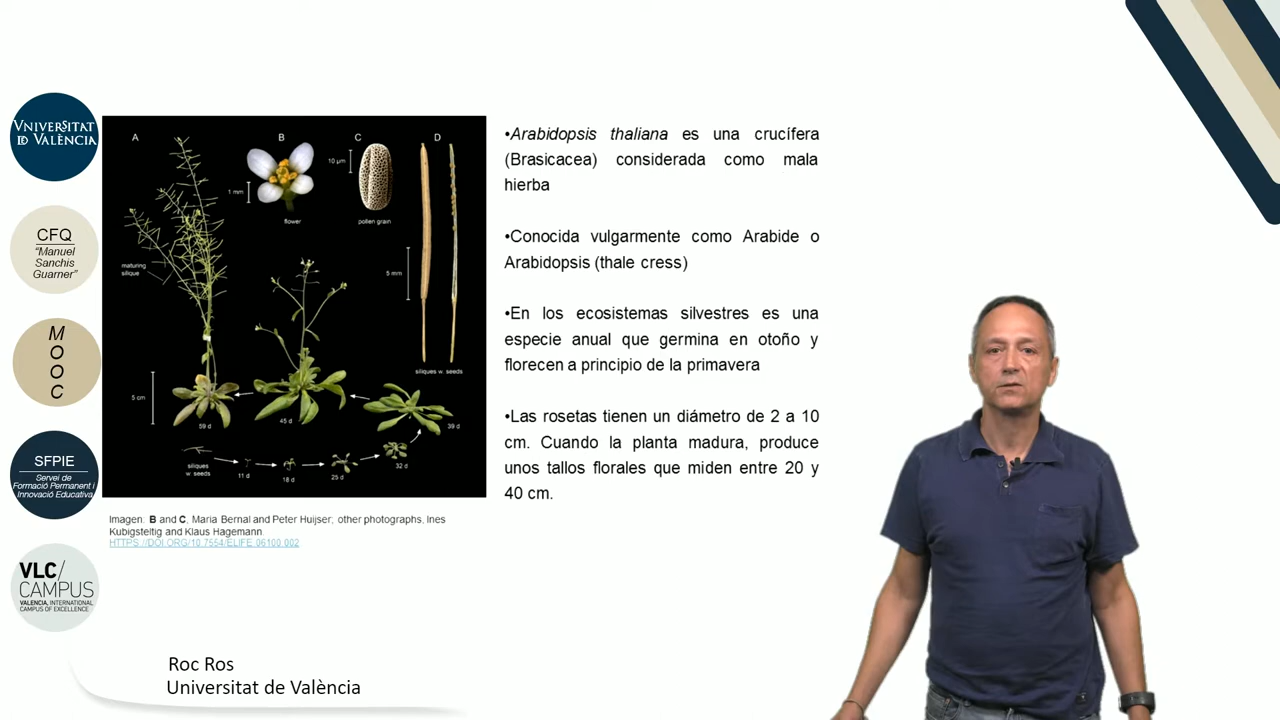 VNIVERSITAT
ID VALÈNCIA
CFQ
“Manuel
Sanchis
Guarner”
M
O
O
C
SFPIE
Servei de
Formació Permanent i
Innovació Educativa
VLC/
CAMPUS
VALENCIA, INTERNATIONAL
CAMPUS OF EXCELLENCE
A
B
C
D
10 µm
1 mm
flower
pollen grain
maturing
silique
5 mm
siliques w. seeds
5 cm
59 d
45 d
39 d
siliques
w. seeds
11 d
18 d
25 d
32 d
Imagen. B and C, Maria Bernal and Peter Huijser; other photographs, Ines
Kubigsteltig and Klaus Hagemann.
HTTPS://DOI.ORG/10.7554/ELIFE.06100.002
•Arabidopsis thaliana es una crucífera
(Brasicacea) considerada como mala
hierba
•Conocida vulgarmente como Arabide o
Arabidopsis (thale cress)
•En los ecosistemas silvestres es una
especie anual que germina en otoño y
florecen a principio de la primavera
•Las rosetas tienen un diámetro de 2 a 10
cm. Cuando la planta madura, produce
unos tallos florales que miden entre 20 y
40 cm.
Roc Ros
Universitat de València